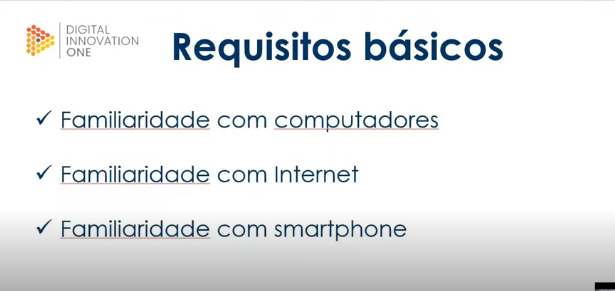 DIGITAL
INNOVATION
ONE
Requisitos básicos
✓ Familiaridade com computadores
✓ Familiaridade com Internet
✓ Familiaridade com smartphone